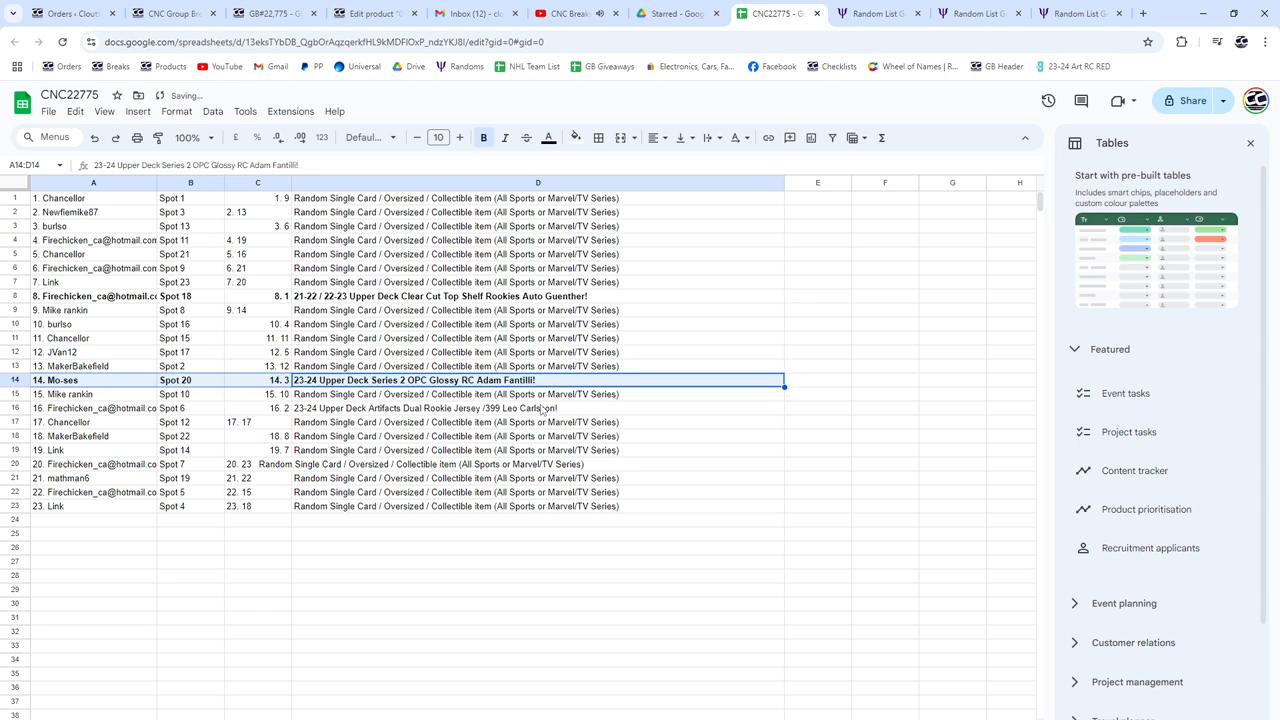 Orders ‹ Clout
CNC Group Bre
GB#22,775 - Gr
Edit product "C
Inbox (12) - clo
CNC Break
Starred - Goog
CNC22775 - Go
Random List Ge
Random List Ge
Random List Ge
docs.google.com/spreadsheets/d/13eksTYbDB_QgbOrAqzqerkfHL9kMDFlOxP_ndzYKJ8I/edit?gid=0#gid=0
Orders
Breaks
Products
YouTube
Gmail
PP
Universal
Drive
Randoms
NHL Team List
GB Giveaways
Electronics, Cars, Fa...
Facebook
Checklists
Wheel of Names | R...
GB Header
23-24 Art RC RED
CNC22775
Saving...
File Edit View Insert Format Data Tools Extensions Help
Share
Menus
100%
£ % .0 .00 123
Defaul...
10
B I A
A14:D14
fx 23-24 Upper Deck Series 2 OPC Glossy RC Adam Fantilli!
A B C D E F G H
1 1. Chancellor Spot 1 1. 9 Random Single Card / Oversized / Collectible item (All Sports or Marvel/TV Series)
2 2. Newfiemike87 Spot 3 2. 13 Random Single Card / Oversized / Collectible item (All Sports or Marvel/TV Series)
3 3. burlso Spot 13 3. 6 Random Single Card / Oversized / Collectible item (All Sports or Marvel/TV Series)
4 4. Firechicken_ca@hotmail.com Spot 11 4. 19 Random Single Card / Oversized / Collectible item (All Sports or Marvel/TV Series)
5 5. Chancellor Spot 21 5. 16 Random Single Card / Oversized / Collectible item (All Sports or Marvel/TV Series)
6 6. Firechicken_ca@hotmail.com Spot 9 6. 21 Random Single Card / Oversized / Collectible item (All Sports or Marvel/TV Series)
7 7. Link Spot 23 7. 20 Random Single Card / Oversized / Collectible item (All Sports or Marvel/TV Series)
8 8. Firechicken_ca@hotmail.c Spot 18 8. 1 21-22 / 22-23 Upper Deck Clear Cut Top Shelf Rookies Auto Guenther!
9 9. Mike rankin Spot 8 9. 14 Random Single Card / Oversized / Collectible item (All Sports or Marvel/TV Series)
10 10. burlso Spot 16 10. 4 Random Single Card / Oversized / Collectible item (All Sports or Marvel/TV Series)
11 11. Chancellor Spot 15 11. 11 Random Single Card / Oversized / Collectible item (All Sports or Marvel/TV Series)
12 12. JVan12 Spot 17 12. 5 Random Single Card / Oversized / Collectible item (All Sports or Marvel/TV Series)
13 13. MakerBakefield Spot 2 13. 12 Random Single Card / Oversized / Collectible item (All Sports or Marvel/TV Series)
14 14. Mo-ses Spot 20 14. 3 23-24 Upper Deck Series 2 OPC Glossy RC Adam Fantilli!
15 15. Mike rankin Spot 10 15. 10 Random Single Card / Oversized / Collectible item (All Sports or Marvel/TV Series)
16 16. Firechicken_ca@hotmail.co Spot 6 16. 2 23-24 Upper Deck Artifacts Dual Rookie Jersey /399 Leo Carlsson!
17 17. Chancellor Spot 12 17. 17 Random Single Card / Oversized / Collectible item (All Sports or Marvel/TV Series)
18 18. MakerBakefield Spot 22 18. 8 Random Single Card / Oversized / Collectible item (All Sports or Marvel/TV Series)
19 19. Link Spot 14 19. 7 Random Single Card / Oversized / Collectible item (All Sports or Marvel/TV Series)
20 20. Firechicken_ca@hotmail.co Spot 7 20. 23 Random Single Card / Oversized / Collectible item (All Sports or Marvel/TV Series)
21 21. mathman6 Spot 19 21. 22 Random Single Card / Oversized / Collectible item (All Sports or Marvel/TV Series)
22 22. Firechicken_ca@hotmail.co Spot 5 22. 15 Random Single Card / Oversized / Collectible item (All Sports or Marvel/TV Series)
23 23. Link Spot 4 23. 18 Random Single Card / Oversized / Collectible item (All Sports or Marvel/TV Series)
24
25
26
27
28
29
30
31
32
33
34
35
36
37
38
Tables
Start with pre-built tables
Includes smart chips, placeholders and
custom colour palettes
Tr
Featured
Event tasks
Project tasks
Content tracker
Product prioritisation
Recruitment applicants
Event planning
Customer relations
Project management